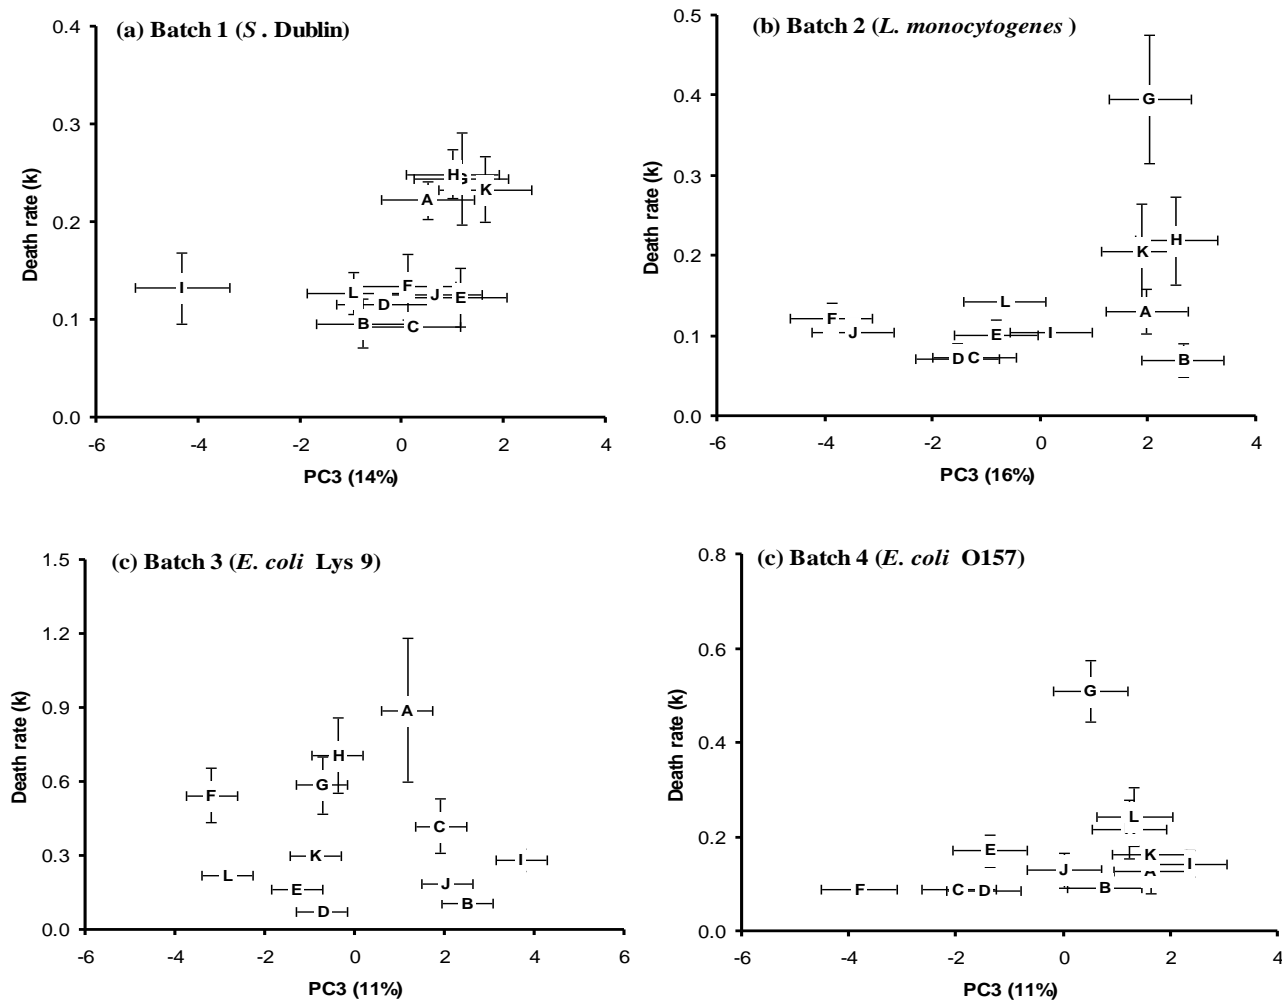 (a) Batch 1 (S . Dublin)
0.4
0.3
0.2
0.1
0.0
Death rate (k)
H
G
K
A
I
L
F
J
E
D
B
C
-6
-4
-2
0
2
4
PC3 (14%)
(b) Batch 2 (L. monocytogenes )
0.5
0.4
0.3
0.2
0.1
0.0
Death rate (k)
G
H
K
A
L
F
J
E
I
D
C
B
-6
-4
-2
0
2
4
PC3 (16%)
(c) Batch 3 (E. coli Lys 9)
1.5
1.2
0.9
0.6
0.3
0.0
Death rate (k)
A
H
G
F
C
K
I
L
J
E
B
D
-6
-4
-2
0
2
4
6
PC3 (11%)
(c) Batch 4 (E. coli O157)
0.8
0.6
0.4
0.2
0.0
Death rate (k)
G
L
E
K
I
J
A
F
C
D
B
-6
-4
-2
0
2
4
PC3 (11%)